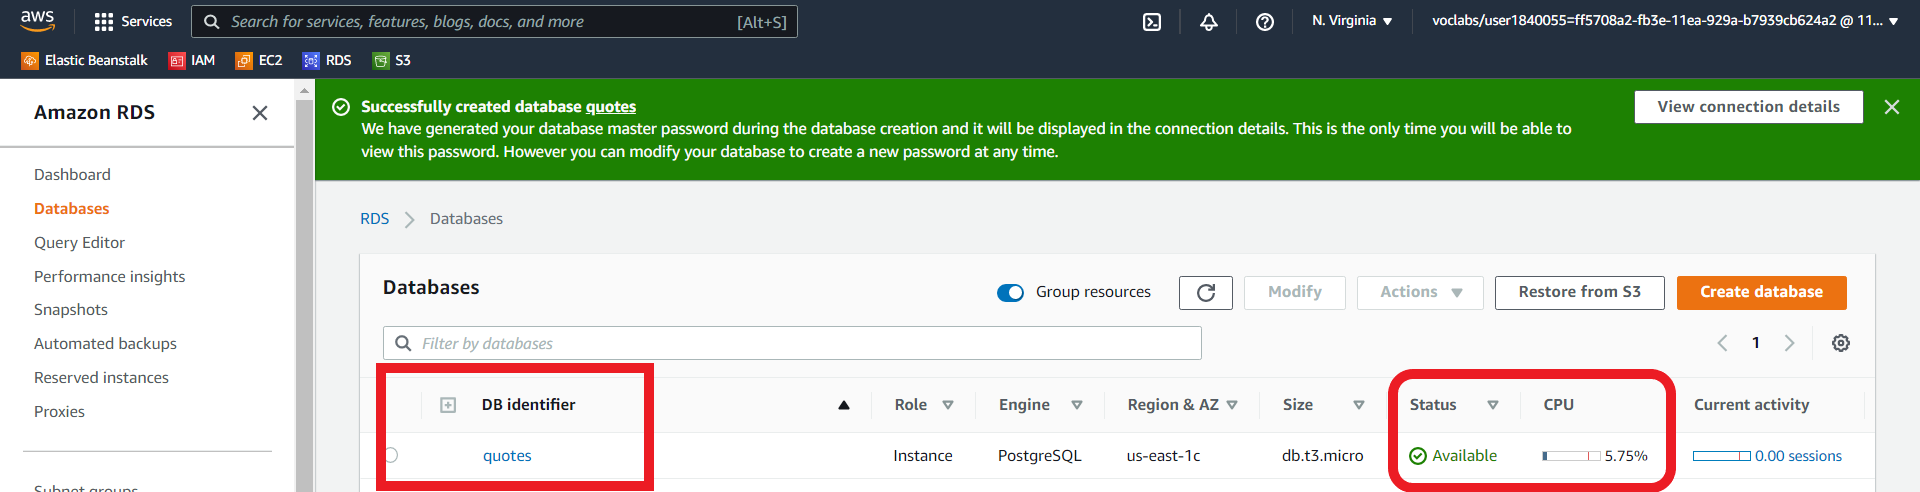 aws
Services
Search for services, features, blogs, docs, and more
[Alt+S]
N. Virginia
voclabs/user1840055=ff5708a2-fb3e-11ea-929a-b7939cb624a2 @ 11...
Elastic Beanstalk
IAM
EC2
RDS
S3
Amazon RDS
Dashboard
Databases
Query Editor
Performance insights
Snapshots
Automated backups
Reserved instances
Proxies
Subnet groups
Successfully created database quotes
We have generated your database master password during the database creation and it will be displayed in the connection details. This is the only time you will be able to
view this password. However you can modify your database to create a new password at any time.
View connection details
RDS
Databases
Databases
Group resources
Modify
Actions
Restore from S3
Create database
Filter by databases
1
DB identifier
Role
Engine
Region & AZ
Size
Status
CPU
Current activity
quotes
Instance
PostgreSQL
us-east-1c
db.t3.micro
Available
5.75%
0.00 sessions